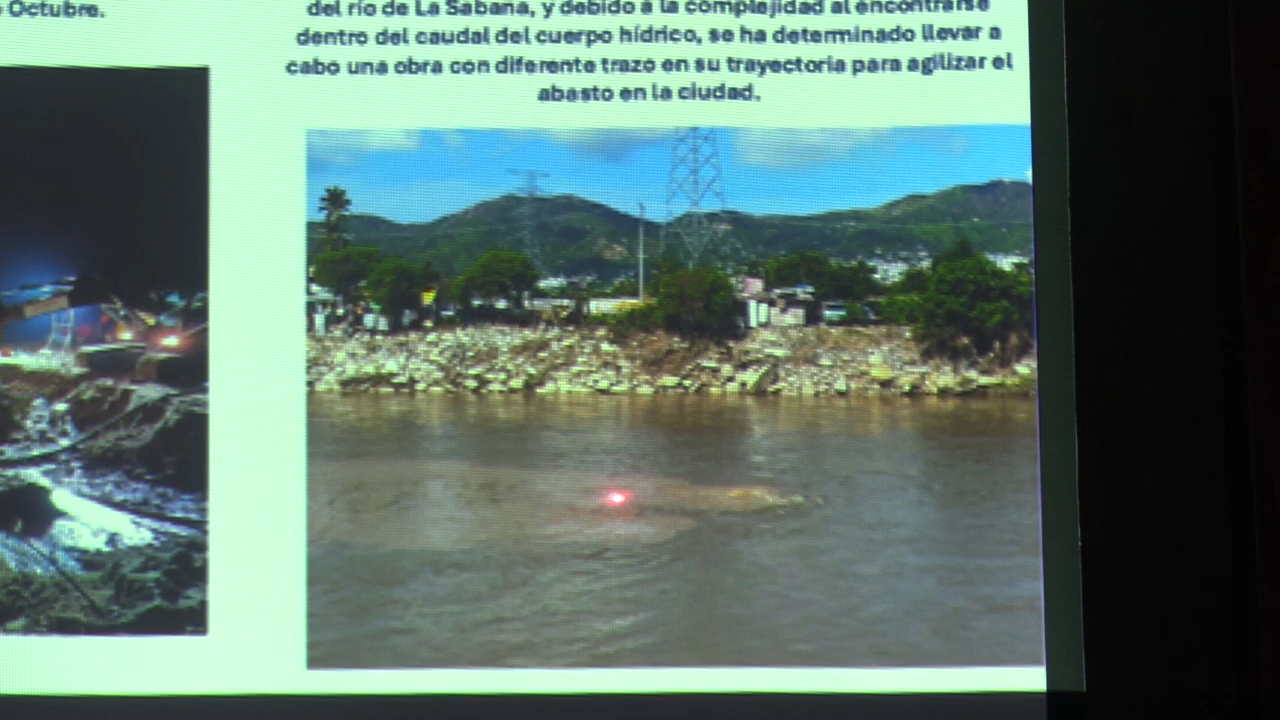 Octubre.
del río de La Sabana, y debido a la complejidad al encontrarse
dentro del caudal del cuerpo hídrico, se ha determinado llevar a
cabo una obra con diferente trazo en su trayectoria para agilizar el
abasto en la ciudad.